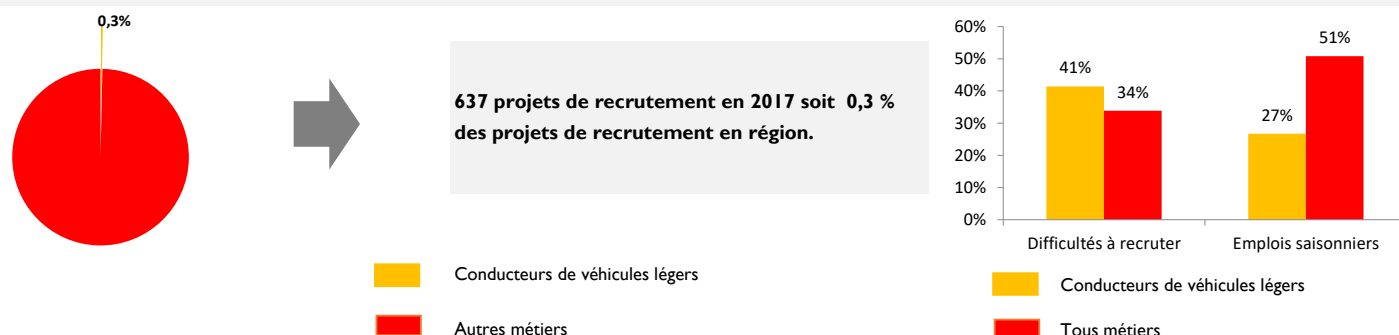 0,3%
637 projets de recrutement en 2017 soit 0,3 %
des projets de recrutement en région.
Conducteurs de véhicules légers
Autres métiers
60%
50%
40%
30%
20%
10%
0%
41%
34%
27%
51%
Difficultés à recruter
Emplois saisonniers
Conducteurs de véhicules légers
Tous métiers